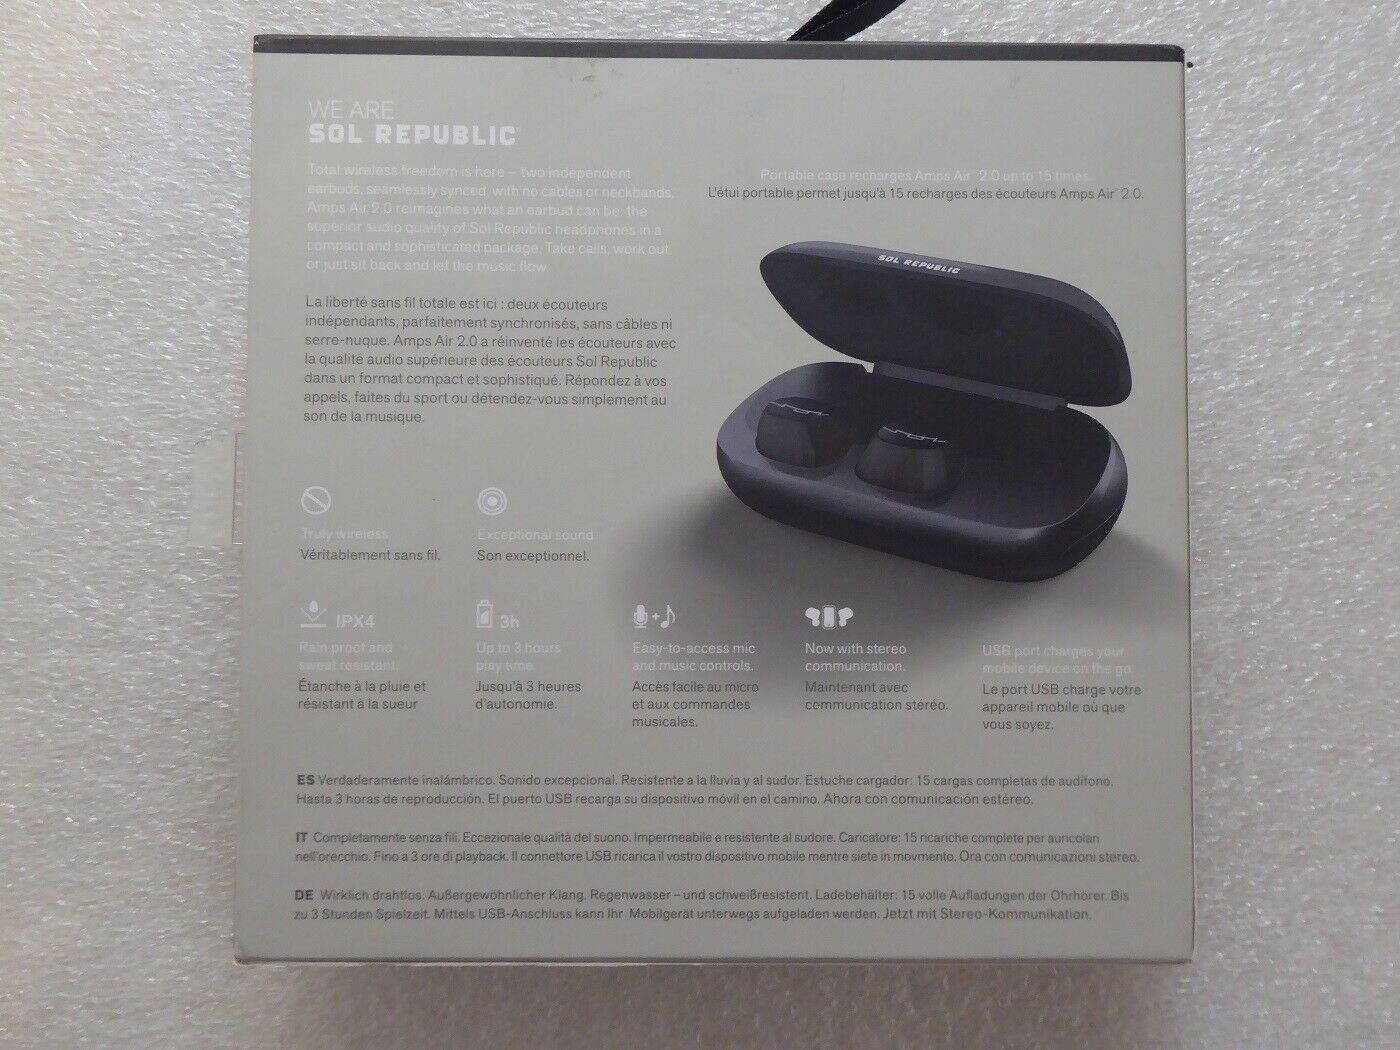 WE ARE
SOL REPUBLIC
Total wireless freedom is here – two independent
earbuds, seamlessly synced, with no cables or neckbands.
Amps Air 2.0 reimagines what an earbud can be: the
superior audio quality of Sol Republic headphones in a
compact and sophisticated package. Take calls, work out,
or just sit back and let the music flow.
La liberté sans fil totale est ici : deux écouteurs
indépendants, parfaitement synchronisés, sans câbles ni
serre-nuque. Amps Air 2.0 a réinventé les écouteurs avec
la qualité audio supérieure des écouteurs Sol Republic
dans un format compact et sophistiqué. Répondez à vos
appels, faites du sport ou détendez-vous simplement au
son de la musique.
Portable case recharges Amps Air™ 2.0 up to 15 times.
L'étui portable permet jusqu'à 15 recharges des écouteurs Amps Air™ 2.0.
SOL REPUBLIC
Truly wireless
Véritablement sans fil.
Exceptional sound
Son exceptionnel.
IPX4
Rain proof and
sweat resistant.
Étanche à la pluie et
résistant à la sueur
3h
Up to 3 hours
play time.
Jusqu'à 3 heures
d'autonomie.
Easy-to-access mic
and music controls.
Accès facile au micro
et aux commandes
musicales.
Now with stereo
communication.
Maintenant avec
communication stéréo.
USB port charges your
mobile device on the go.
Le port USB charge votre
appareil mobile où que
vous soyez.
ES Verdaderamente inalámbrico. Sonido excepcional. Resistente a la lluvia y al sudor. Estuche cargador: 15 cargas completas de audífono.
Hasta 3 horas de reproducción. El puerto USB recarga su dispositivo móvil en el camino. Ahora con comunicación estéreo.
IT Completamente senza fili. Eccezionale qualità del suono. Impermeabile e resistente al sudore. Caricatore: 15 ricariche complete per auricolari
nell'orecchio. Fino a 3 ore di playback. Il connettore USB ricarica il vostro dispositivo mobile mentre siete in movmento. Ora con comunicazioni stereo.
DE Wirklich drahtlos. Außergewöhnlicher Klang. Regenwasser – und schweißresistent. Ladebehälter: 15 volle Aufladungen der Ohrhörer. Bis
zu 3 Stunden Spielzeit. Mittels USB-Anschluss kann Ihr Mobilgerät unterwegs aufgeladen werden. Jetzt mit Stereo-Kommunikation.